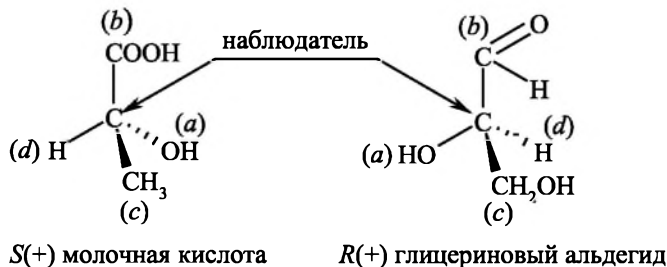 (b)
COOH
наблюдатель
(b)
O
C
H
C
(a)
(d) H
OH
CH₃
(c)
C
(d)
(a) HO
H
CH₂OH
(c)
S(+) молочная кислота
R(+) глицериновый альдегид